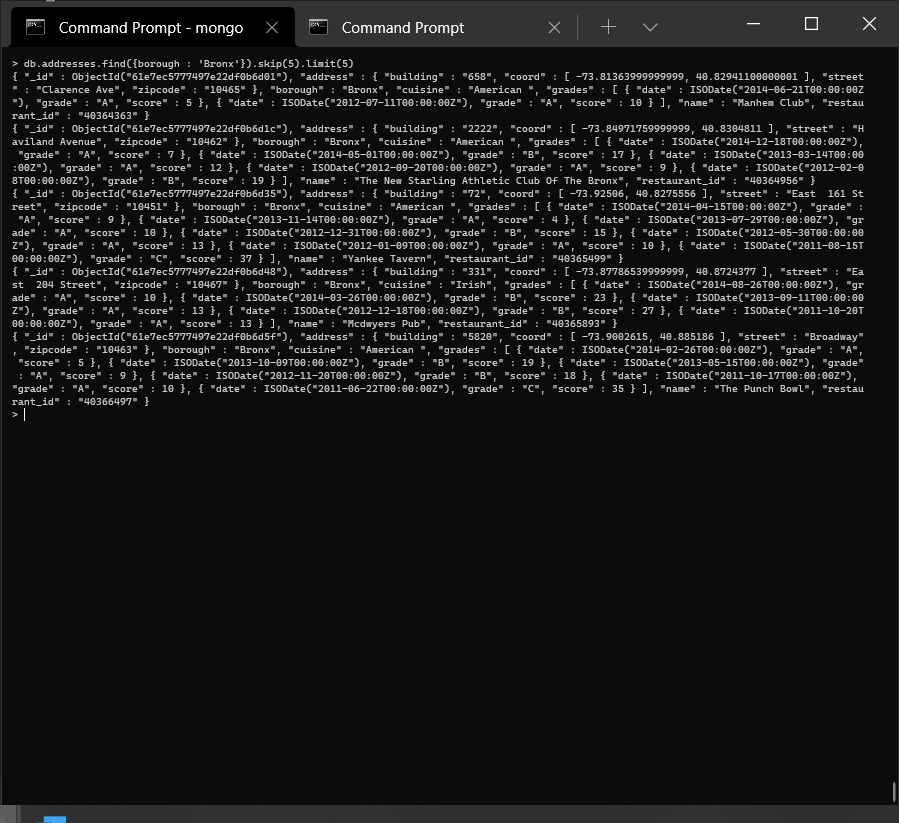 Command Prompt - mongo
Command Prompt
> db.addresses.find({borough : 'Bronx'}).skip(5).limit(5)
{ "_id" : ObjectId("61e7ec5777497e22df0b6d01"), "address" : { "building" : "658", "coord" : [ -73.81363999999999, 40.82941100000001 ], "street"
" : "Clarence Ave", "zipcode" : "10465" }, "borough" : "Bronx", "cuisine" : "American ", "grades" : [ { "date" : ISODate("2014-06-21T00:00:00Z
"), "grade" : "A", "score" : 5 }, { "date" : ISODate("2012-07-11T00:00:00Z"), "grade" : "A", "score" : 10 } ], "name" : "Manhem Club", "restau
rant_id" : "40364363" }
{ "_id" : ObjectId("61e7ec5777497e22df0b6d1c"), "address" : { "building" : "2222", "coord" : [ -73.84971759999999, 40.8304811 ], "street" : "H
aviland Avenue", "zipcode" : "10462" }, "borough" : "Bronx", "cuisine" : "American ", "grades" : [ { "date" : ISODate("2014-12-18T00:00:00Z"),
"grade" : "A", "score" : 7 }, { "date" : ISODate("2014-05-01T00:00:00Z"), "grade" : "B", "score" : 17 }, { "date" : ISODate("2013-03-14T00:00
:00Z"), "grade" : "A", "score" : 12 }, { "date" : ISODate("2012-09-20T00:00:00Z"), "grade" : "A", "score" : 9 }, { "date" : ISODate("2012-02-0
8T00:00:00Z"), "grade" : "B", "score" : 19 } ], "name" : "The New Starling Athletic Club Of The Bronx", "restaurant_id" : "40364956" }
{ "_id" : ObjectId("61e7ec5777497e22df0b6d35"), "address" : { "building" : "72", "coord" : [ -73.92506, 40.8275556 ], "street" : "East  161 St
reet", "zipcode" : "10451" }, "borough" : "Bronx", "cuisine" : "American ", "grades" : [ { "date" : ISODate("2014-04-15T00:00:00Z"), "grade" :
"A", "score" : 9 }, { "date" : ISODate("2013-11-14T00:00:00Z"), "grade" : "A", "score" : 4 }, { "date" : ISODate("2013-07-29T00:00:00Z"), "gr
ade" : "A", "score" : 10 }, { "date" : ISODate("2012-12-31T00:00:00Z"), "grade" : "B", "score" : 15 }, { "date" : ISODate("2012-05-30T00:00:00
Z"), "grade" : "A", "score" : 13 }, { "date" : ISODate("2012-01-09T00:00:00Z"), "grade" : "A", "score" : 10 }, { "date" : ISODate("2011-08-15T
00:00:00Z"), "grade" : "C", "score" : 37 } ], "name" : "Yankee Tavern", "restaurant_id" : "40365499" }
{ "_id" : ObjectId("61e7ec5777497e22df0b6d48"), "address" : { "building" : "331", "coord" : [ -73.87786539999999, 40.8724377 ], "street" : "Ea
st  204 Street", "zipcode" : "10467" }, "borough" : "Bronx", "cuisine" : "Irish", "grades" : [ { "date" : ISODate("2014-08-26T00:00:00Z"), "gr
ade" : "A", "score" : 10 }, { "date" : ISODate("2014-03-26T00:00:00Z"), "grade" : "B", "score" : 23 }, { "date" : ISODate("2013-09-11T00:00:00
Z"), "grade" : "A", "score" : 13 }, { "date" : ISODate("2012-12-18T00:00:00Z"), "grade" : "B", "score" : 27 }, { "date" : ISODate("2011-10-20T
00:00:00Z"), "grade" : "A", "score" : 13 } ], "name" : "Mcdwyers Pub", "restaurant_id" : "40365893" }
{ "_id" : ObjectId("61e7ec5777497e22df0b6d5f"), "address" : { "building" : "5820", "coord" : [ -73.9002615, 40.885186 ], "street" : "Broadway"
, "zipcode" : "10463" }, "borough" : "Bronx", "cuisine" : "American ", "grades" : [ { "date" : ISODate("2014-02-26T00:00:00Z"), "grade" : "A",
"score" : 5 }, { "date" : ISODate("2013-10-09T00:00:00Z"), "grade" : "B", "score" : 19 }, { "date" : ISODate("2013-05-15T00:00:00Z"), "grade"
: "A", "score" : 9 }, { "date" : ISODate("2012-11-20T00:00:00Z"), "grade" : "B", "score" : 18 }, { "date" : ISODate("2011-10-17T00:00:00Z"),
"grade" : "A", "score" : 10 }, { "date" : ISODate("2011-06-22T00:00:00Z"), "grade" : "C", "score" : 35 } ], "name" : "The Punch Bowl", "restau
rant_id" : "40366497" }
>